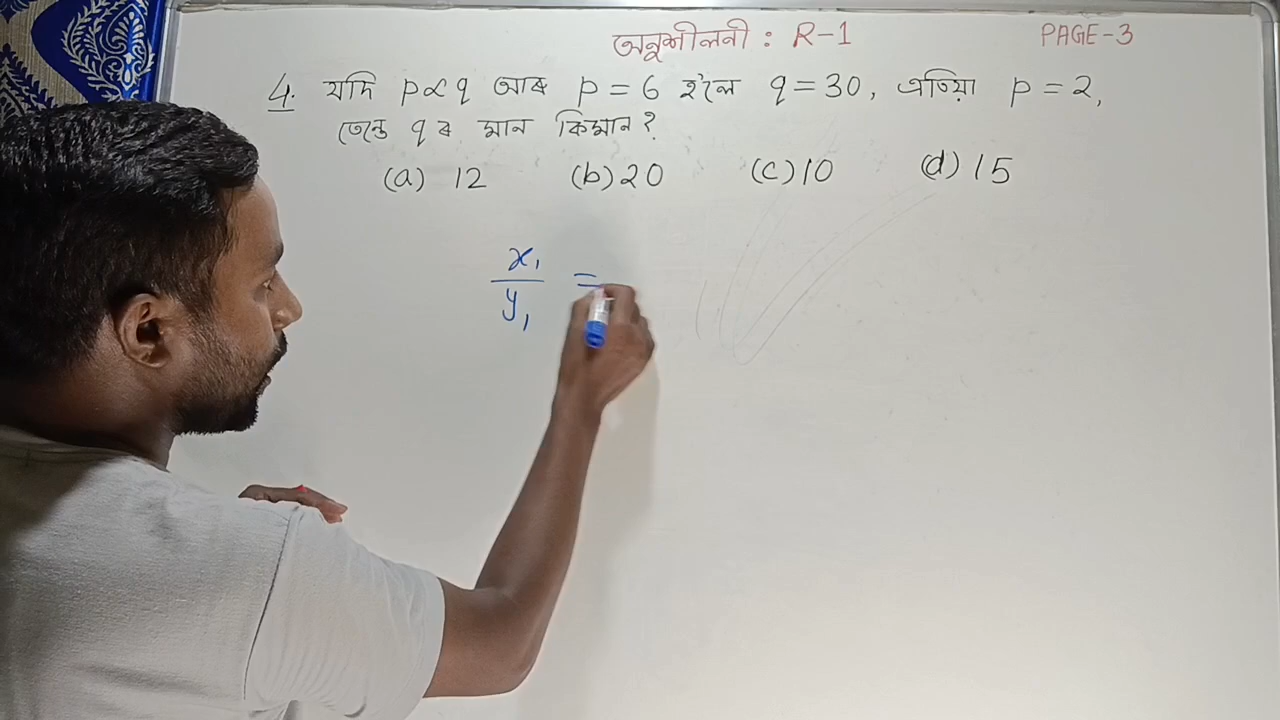 অনুশীলনী : R-1
PAGE-3
4. যদি p∝q আৰু p = 6 হ'লে q = 30, এতিয়া p = 2,
তেন্তে q ৰ মান কিমান?
(a) 12 (b) 20 (c) 10 (d) 15
x₁
y₁ =